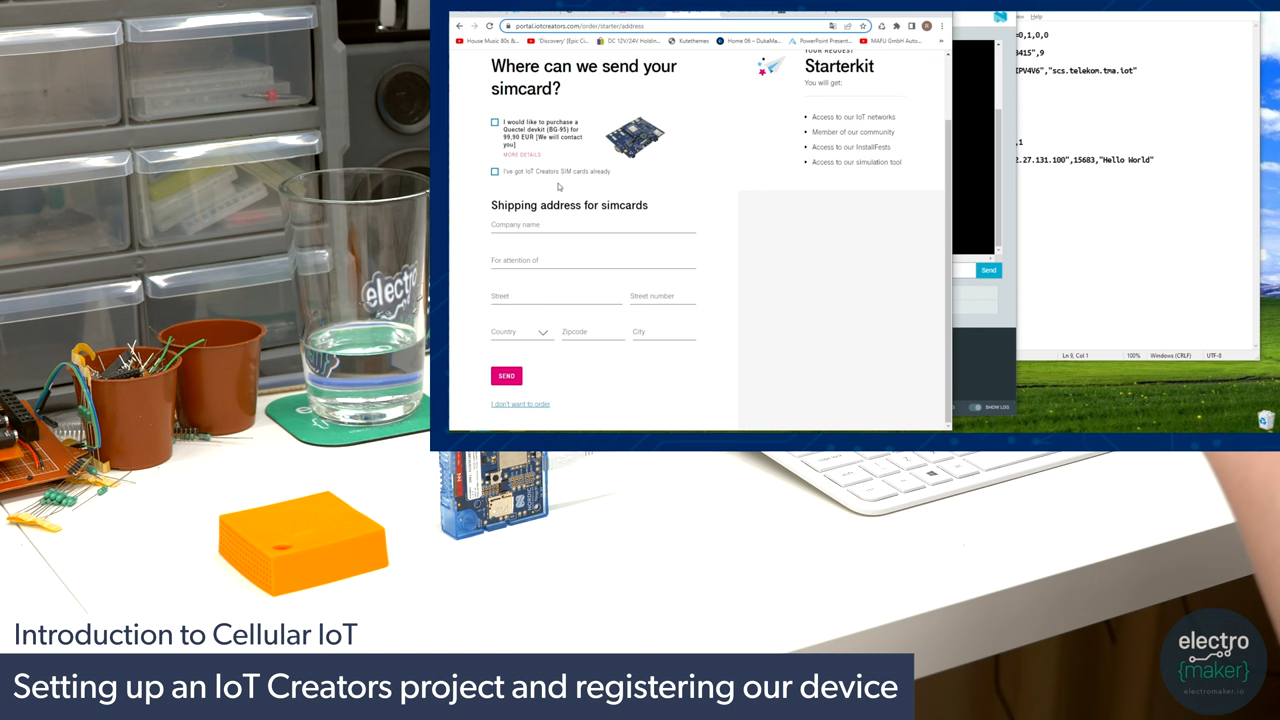 portal.iotcreators.com/order/starter/address
House Music 80s &...
'Discovery' [Epic Ci...
DC 12V/24V Holdin...
Kutethemes
Home 06 – DukaMa...
PowerPoint Present...
MAFU GmbH Auto...
»
Where can we send your
simcard?
I would like to purchase a
Quectel devkit (BG-95) for
99,90 EUR [We will contact
you]
MORE DETAILS
I've got IoT Creators SIM cards already
Shipping address for simcards
Company name
For attention of
Street
Street number
Country
Zipcode
City
SEND
I don't want to order
YOUR REQUEST
Starterkit
You will get:
• Access to our IoT networks
• Member of our community
• Access to our InstallFests
• Access to our simulation tool
Send
SHOW LOG
Help
=0,1,0,0
3415",9
"scs.telekom.tma.iot"
,1
2.27.131.100",15683,"Hello World"
Ln 9, Col 1
100%
Windows (CRLF)
UTF-8
electro
Introduction to Cellular IoT
Setting up an IoT Creators project and registering our device
electro
{maker}
electromaker.io